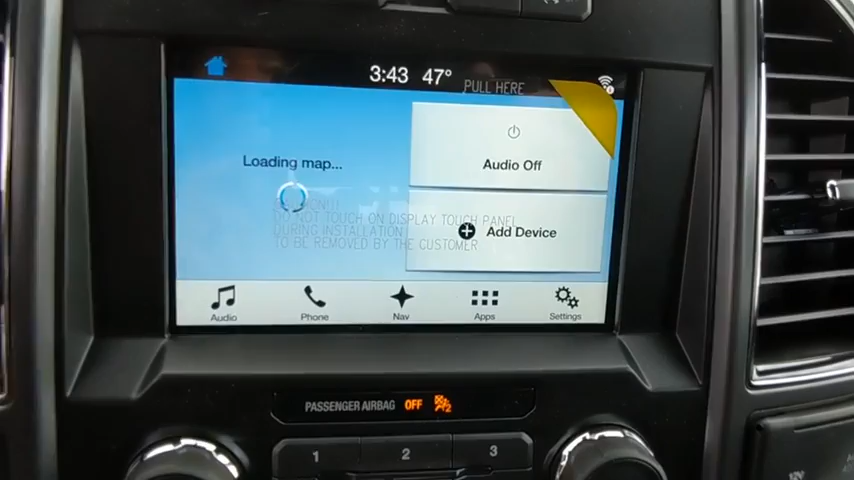 3:43 47°
PULL HERE
Loading map...
Audio Off
DO NOT TOUCH ON DISPLAY TOUCH PANEL
DURING INSTALLATION
TO BE REMOVED BY THE CUSTOMER
Add Device
Audio
Phone
Nav
Apps
Settings
PASSENGER AIRBAG OFF
1
2
3
12V